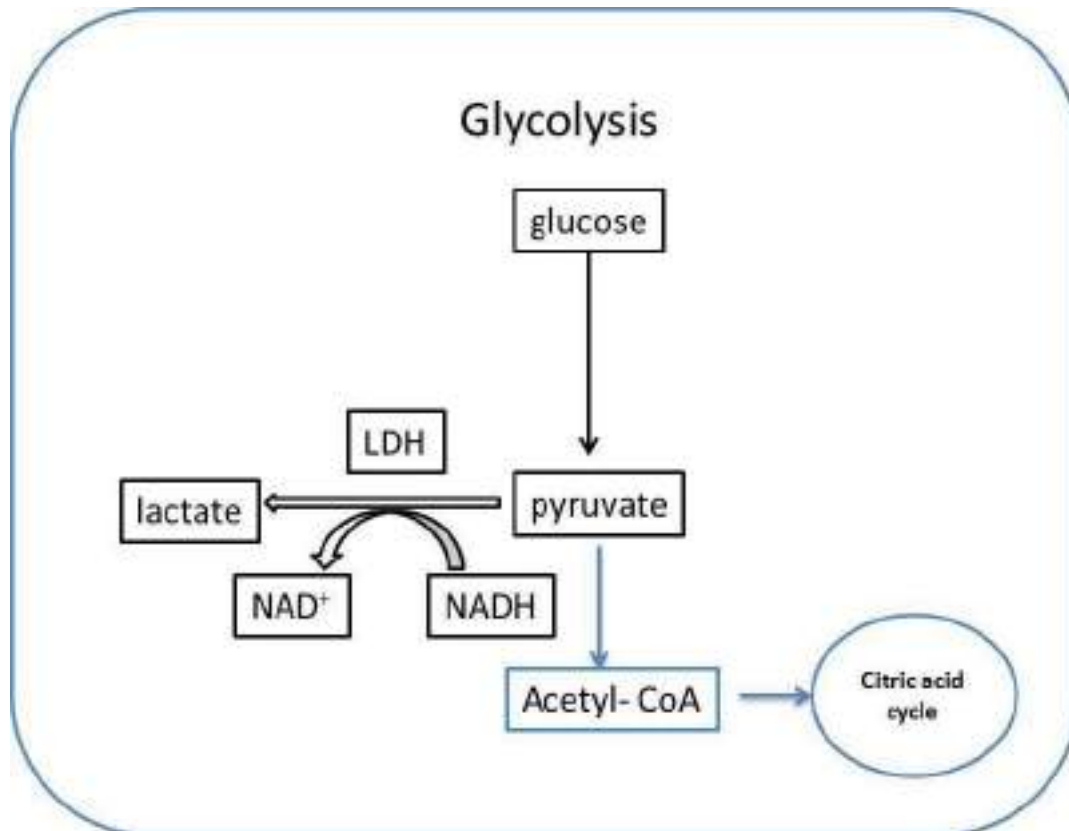 Glycolysis
glucose
LDH
lactate
pyruvate
NAD⁺
NADH
Acetyl- CoA
Citric acid
cycle